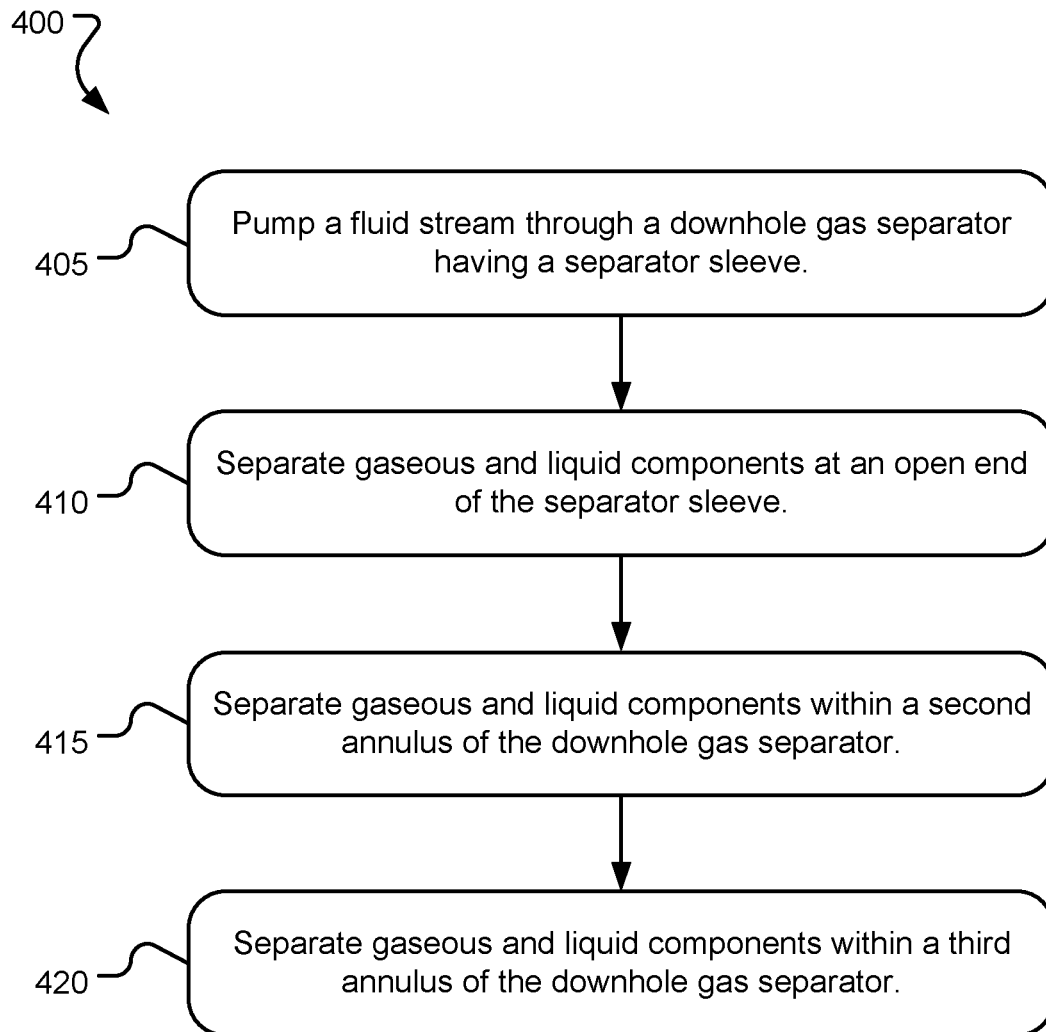 400
Pump a fluid stream through a downhole gas separator
having a separator sleeve.
405
Separate gaseous and liquid components at an open end
of the separator sleeve.
410
Separate gaseous and liquid components within a second
annulus of the downhole gas separator.
415
Separate gaseous and liquid components within a third
annulus of the downhole gas separator.
420